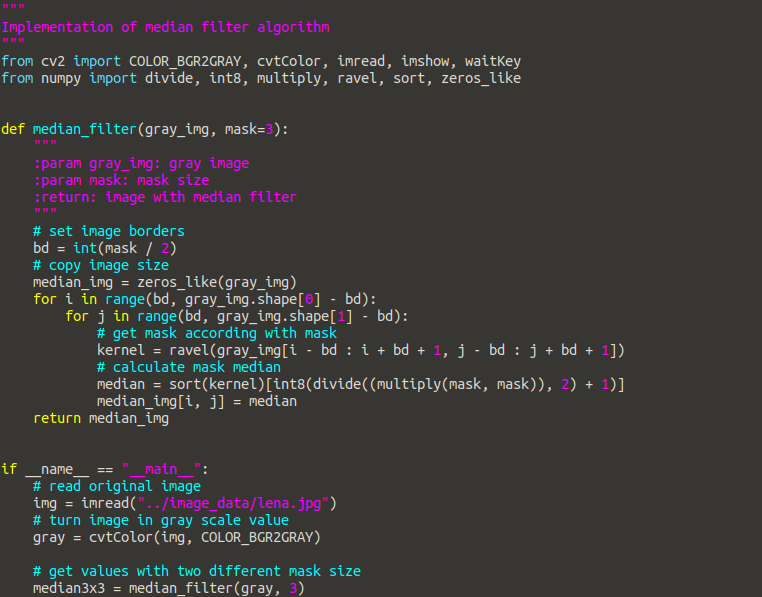 """
Implementation of median filter algorithm
"""
from cv2 import COLOR_BGR2GRAY, cvtColor, imread, imshow, waitKey
from numpy import divide, int8, multiply, ravel, sort, zeros_like


def median_filter(gray_img, mask=3):
    """
    :param gray_img: gray image
    :param mask: mask size
    :return: image with median filter
    """
    # set image borders
    bd = int(mask / 2)
    # copy image size
    median_img = zeros_like(gray_img)
    for i in range(bd, gray_img.shape[0] - bd):
        for j in range(bd, gray_img.shape[1] - bd):
            # get mask according with mask
            kernel = ravel(gray_img[i - bd : i + bd + 1, j - bd : j + bd + 1])
            # calculate mask median
            median = sort(kernel)[int8(divide((multiply(mask, mask)), 2) + 1)]
            median_img[i, j] = median
    return median_img


if __name__ == "__main__":
    # read original image
    img = imread("../image_data/lena.jpg")
    # turn image in gray scale value
    gray = cvtColor(img, COLOR_BGR2GRAY)

    # get values with two different mask size
    median3x3 = median_filter(gray, 3)